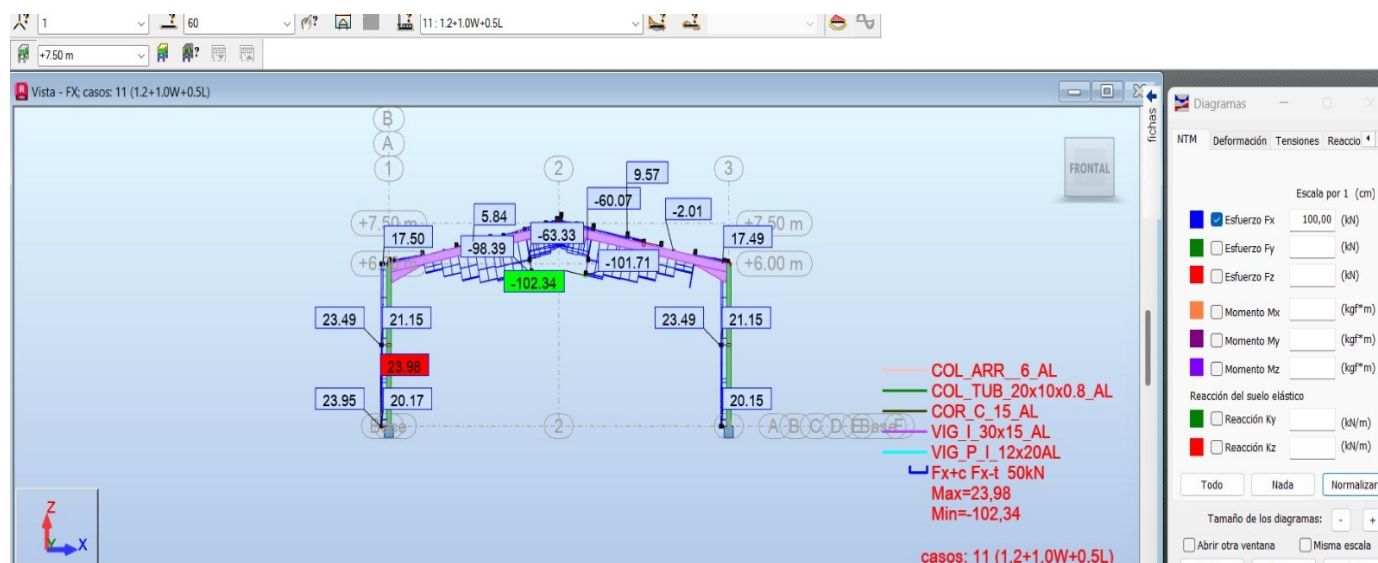 1
60
11 : 1.2+1.0W+0.5L
+7.50 m
Vista - FX; casos: 11 (1.2+1.0W+0.5L)
fichas
FRONTAL
B
A
1
2
3
9.57
-60.07
-2.01
5.84
+7.50 m
+7.50 m
17.50
-63.33
17.49
-98.39
-101.71
+6.00 m
-102.34
23.49
21.15
23.49
21.15
23.98
23.95
20.17
20.15
2
A
B
C
D
E
Base
F
COL_ARR__6_AL
COL_TUB_20x10x0.8_AL
COR_C_15_AL
VIG_I_30x15_AL
VIG_P_I_12x20AL
Fx+c Fx-t 50kN
Max=23,98
Min=-102,34
casos: 11 (1.2+1.0W+0.5L)
Z
Y
X
Diagramas
NTM Deformación Tensiones Reaccio
Escala por 1 (cm)
Esfuerzo Fx 100,00 (kN)
Esfuerzo Fy (kN)
Esfuerzo Fz (kN)
Momento Mx (kgf*m)
Momento My (kgf*m)
Momento Mz (kgf*m)
Reacción del suelo elástico
Reacción Ky (kN/m)
Reacción Kz (kN/m)
Todo Nada Normalizar
Tamaño de los diagramas: - +
Abrir otra ventana Misma escala